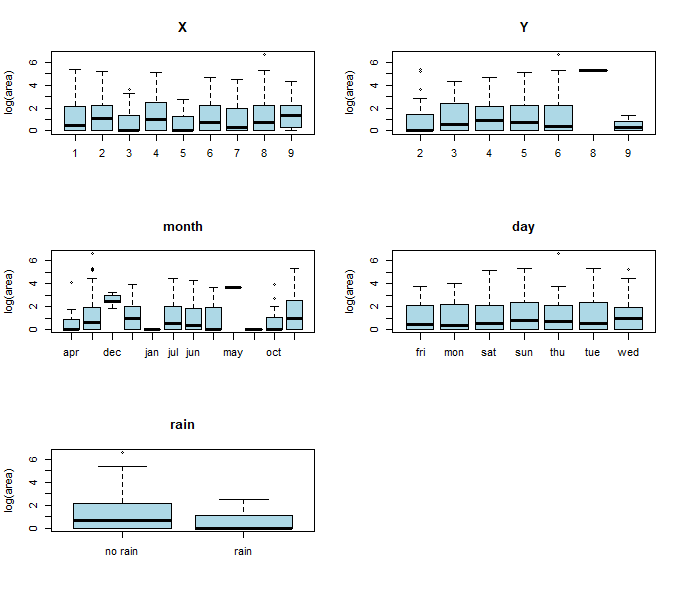 X
log(area)
0 2 4 6
1 2 3 4 5 6 7 8 9
Y
log(area)
0 2 4 6
2 3 4 5 6 8 9
month
log(area)
0 2 4 6
apr dec jan jul jun may oct
day
log(area)
0 2 4 6
fri mon sat sun thu tue wed
rain
log(area)
0 2 4 6
no rain rain